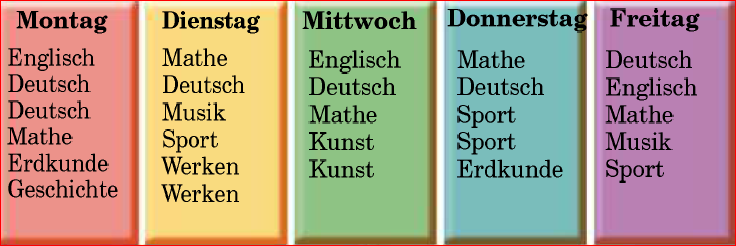 Montag
Englisch
Deutsch
Deutsch
Mathe
Erdkunde
Geschichte
Dienstag
Mathe
Deutsch
Musik
Sport
Werken
Werken
Mittwoch
Englisch
Deutsch
Mathe
Kunst
Kunst
Donnerstag
Mathe
Deutsch
Sport
Sport
Erdkunde
Freitag
Deutsch
Englisch
Mathe
Musik
Sport